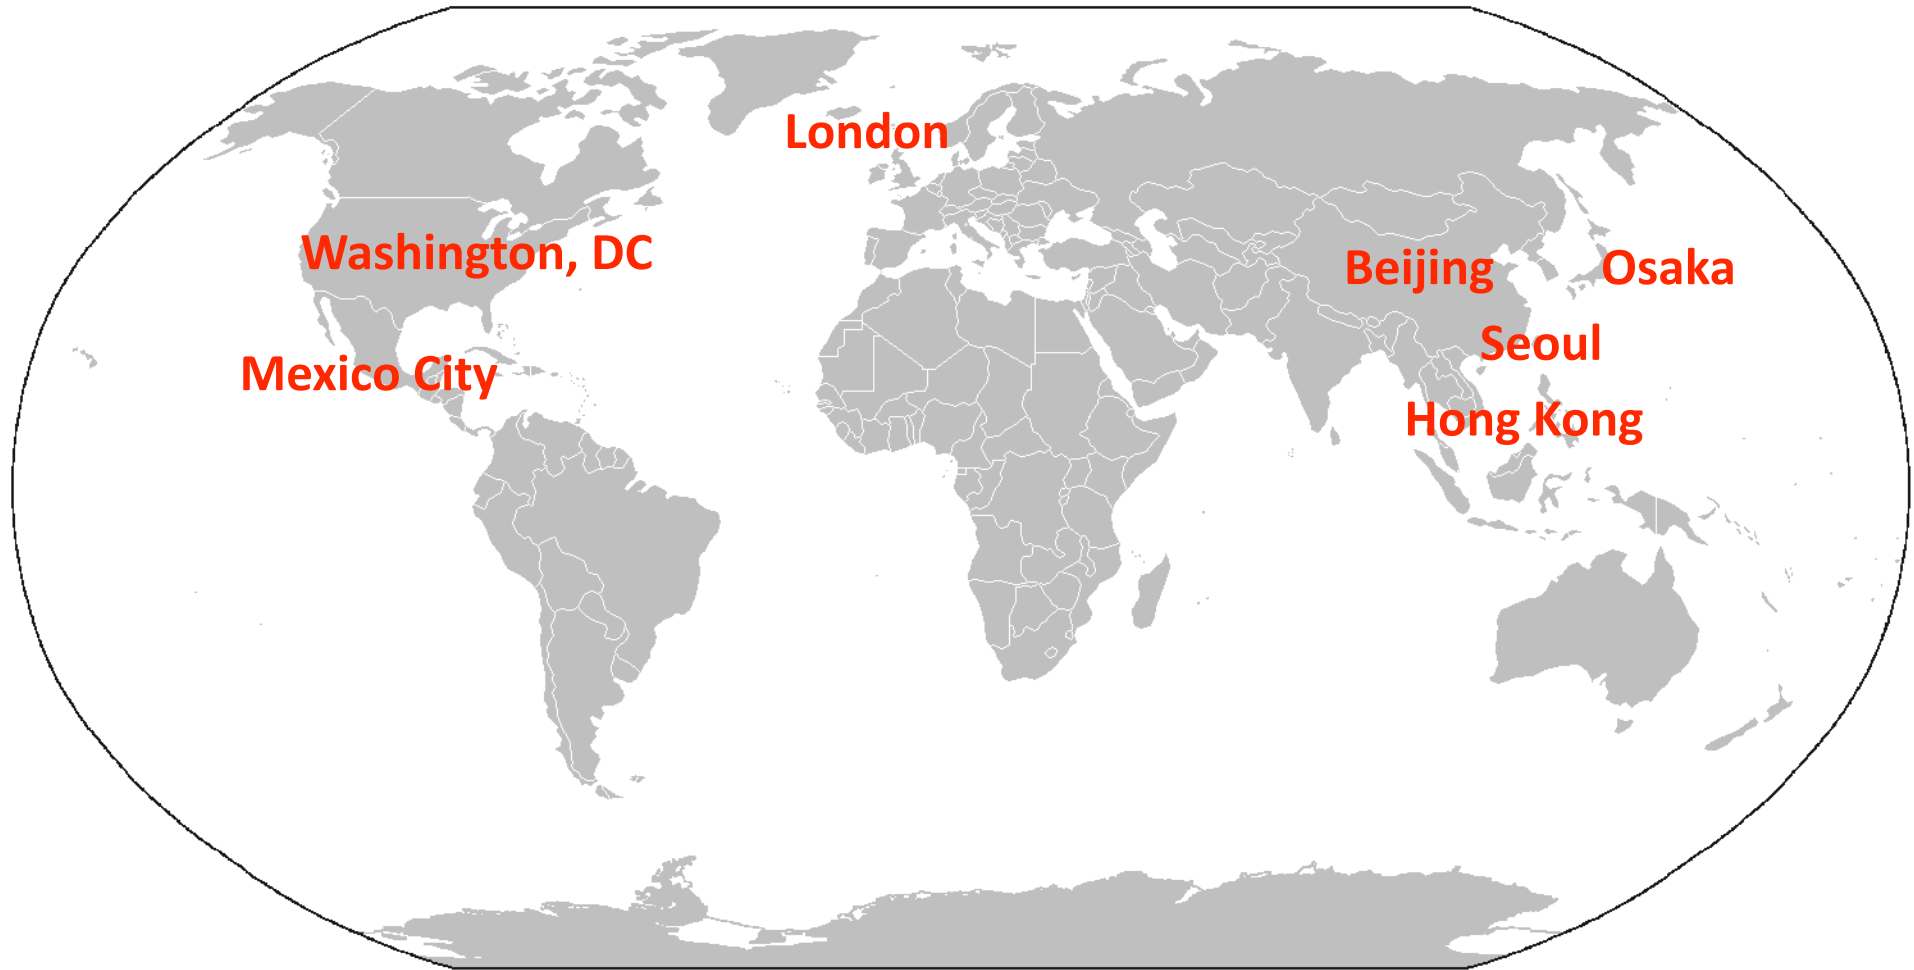 London
Washington, DC
Beijing
Osaka
Seoul
Mexico City
Hong Kong